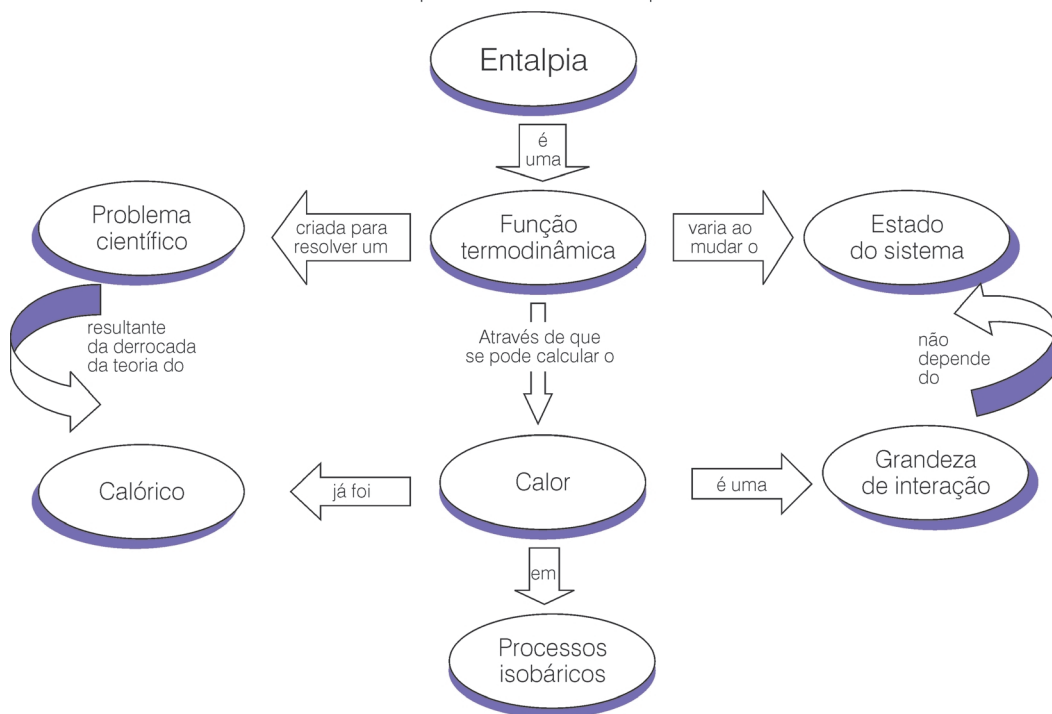 Entalpia
é
uma
Problema
científico
criada para
resolver um
Função
termodinâmica
varia ao
mudar o
Estado
do sistema
resultante
da derrocada
da teoria do
Através de que
se pode calcular o
não
depende
do
Calórico
já foi
Calor
é uma
Grandeza
de interação
em
Processos
isobáricos